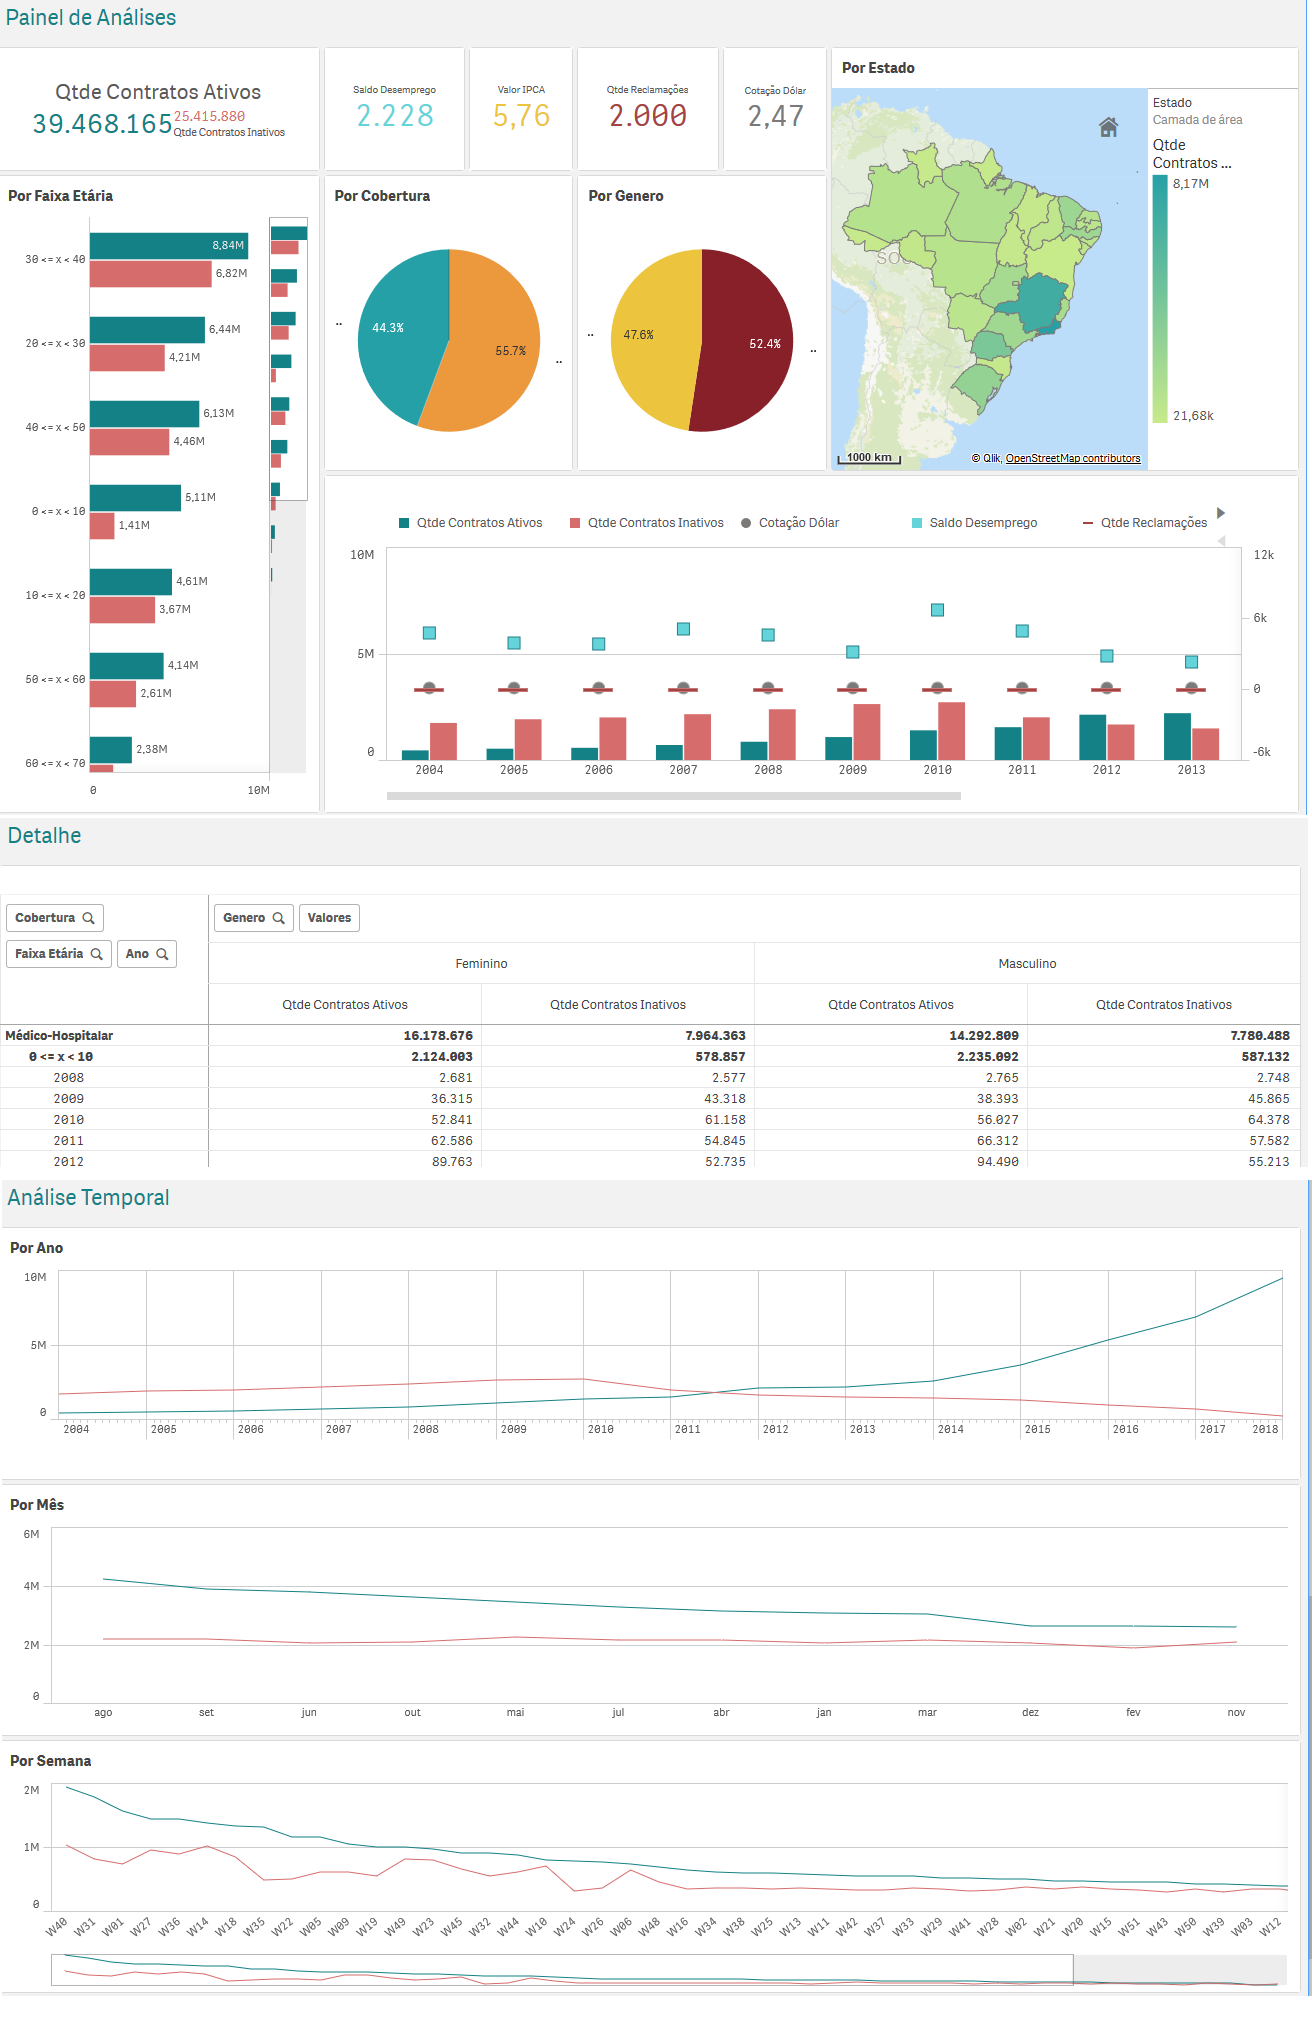 Painel de Análises
Qtde Contratos Ativos
39.468.165
25.415.880
Qtde Contratos Inativos
Saldo Desemprego
2.228
Valor IPCA
5,76
Qtde Reclamações
2.000
Cotação Dólar
2,47
Por Estado
Estado
Camada de área
Qtde
Contratos ...
8,17M
21,68k
SO
1000 km
© Qlik, OpenStreetMap contributors
Por Faixa Etária
30 <= x < 40
8,84M
6,82M
20 <= x < 30
6,44M
4,21M
40 <= x < 50
6,13M
4,46M
0 <= x < 10
5,11M
1,41M
10 <= x < 20
4,61M
3,67M
50 <= x < 60
4,14M
2,61M
60 <= x < 70
2,38M
0 10M
Por Cobertura
..
44.3%
55.7%
..
Por Genero
..
47.6%
52.4%
..
Qtde Contratos Ativos Qtde Contratos Inativos Cotação Dólar Saldo Desemprego Qtde Reclamações
10M 12k
6k
5M
0
0 -6k
2004 2005 2006 2007 2008 2009 2010 2011 2012 2013
Detalhe
Cobertura Genero Valores
Faixa Etária Ano
Feminino Masculino
Qtde Contratos Ativos Qtde Contratos Inativos Qtde Contratos Ativos Qtde Contratos Inativos
Médico-Hospitalar 16.178.676 7.964.363 14.292.809 7.780.488
0 <= x < 10 2.124.003 578.857 2.235.092 587.132
2008 2.681 2.577 2.765 2.748
2009 36.315 43.318 38.393 45.865
2010 52.841 61.158 56.027 64.378
2011 62.586 54.845 66.312 57.582
2012 89.763 52.735 94.490 55.213
Análise Temporal
Por Ano
10M
5M
0
2004 2005 2006 2007 2008 2009 2010 2011 2012 2013 2014 2015 2016 2017 2018
Por Mês
6M
4M
2M
0
ago set jun out mai jul abr jan mar dez fev nov
Por Semana
2M
1M
0
W40 W31 W01 W27 W36 W14 W18 W35 W22 W05 W09 W19 W49 W23 W45 W32 W44 W10 W24 W26 W06 W48 W16 W34 W38 W25 W13 W11 W42 W37 W33 W29 W41 W28 W02 W21 W20 W15 W51 W43 W50 W39 W03 W12